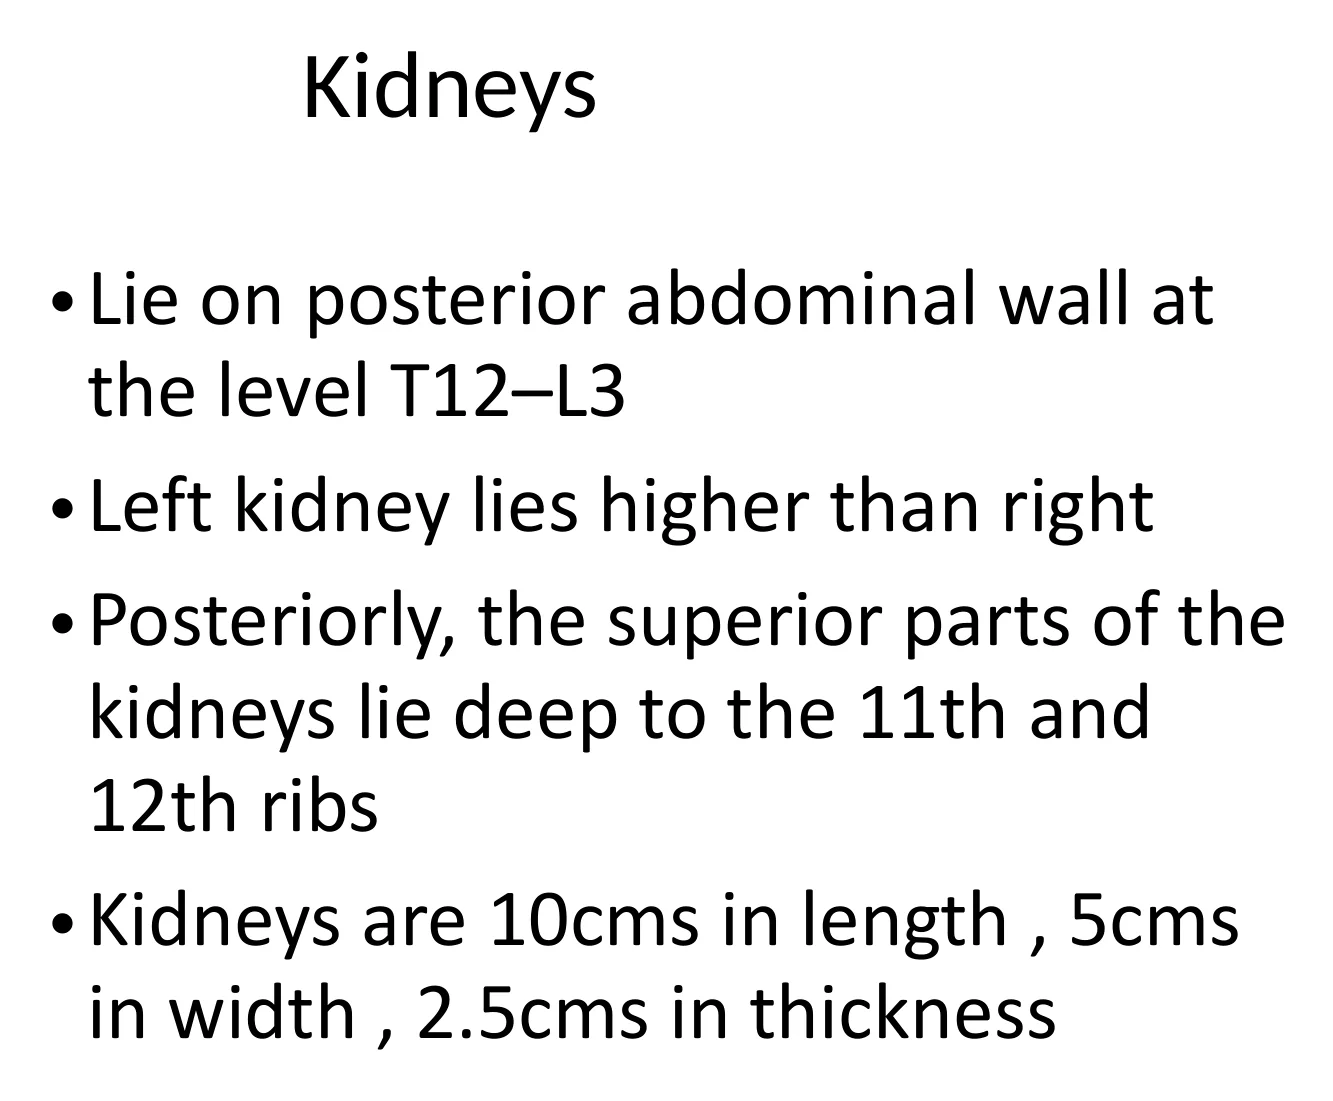 Kidneys
•Lie on posterior abdominal wall at
the level T12–L3
•Left kidney lies higher than right
•Posteriorly, the superior parts of the
kidneys lie deep to the 11th and
12th ribs
•Kidneys are 10cms in length , 5cms
in width , 2.5cms in thickness